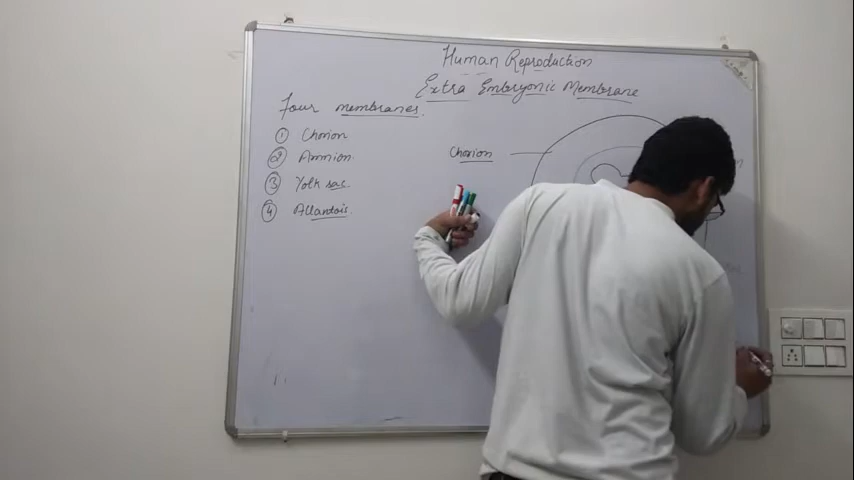 Human Reproduction
Extra Embryonic Membrane
Four membranes.
① Chorion
② Amnion
③ Yolk sac.
④ Allantois.
Chorion